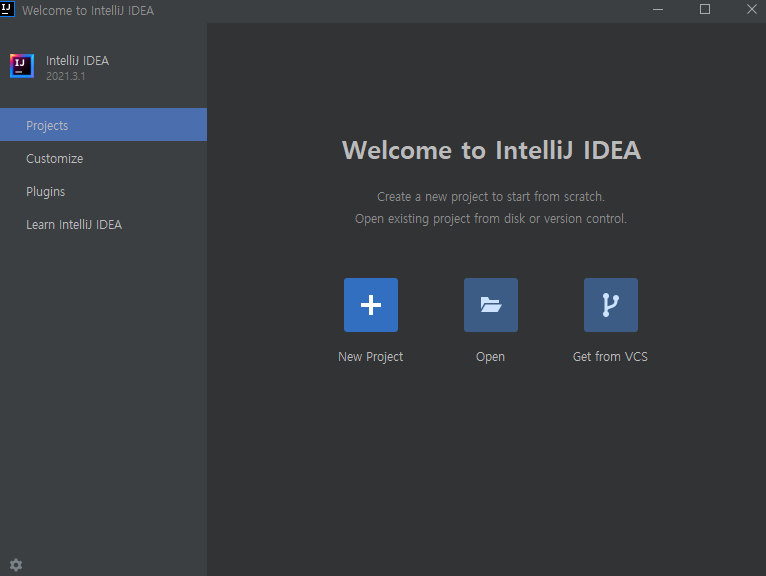 Welcome to IntelliJ IDEA
IntelliJ IDEA
2021.3.1
Projects
Customize
Plugins
Learn IntelliJ IDEA
Welcome to IntelliJ IDEA
Create a new project to start from scratch.
Open existing project from disk or version control.
New Project
Open
Get from VCS